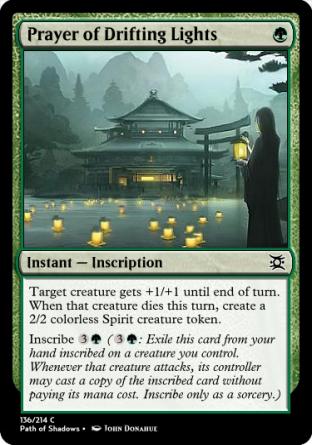 Prayer of Drifting Lights
Instant — Inscription
Target creature gets +1/+1 until end of turn.
When that creature dies this turn, create a
2/2 colorless Spirit creature token.
Inscribe 3 ( 3 : Exile this card from your
hand inscribed on a creature you control.
Whenever that creature attacks, its controller
may cast a copy of the inscribed card without
paying its mana cost. Inscribe only as a sorcery.)
136/214 C
Path of Shadows • John Donahue